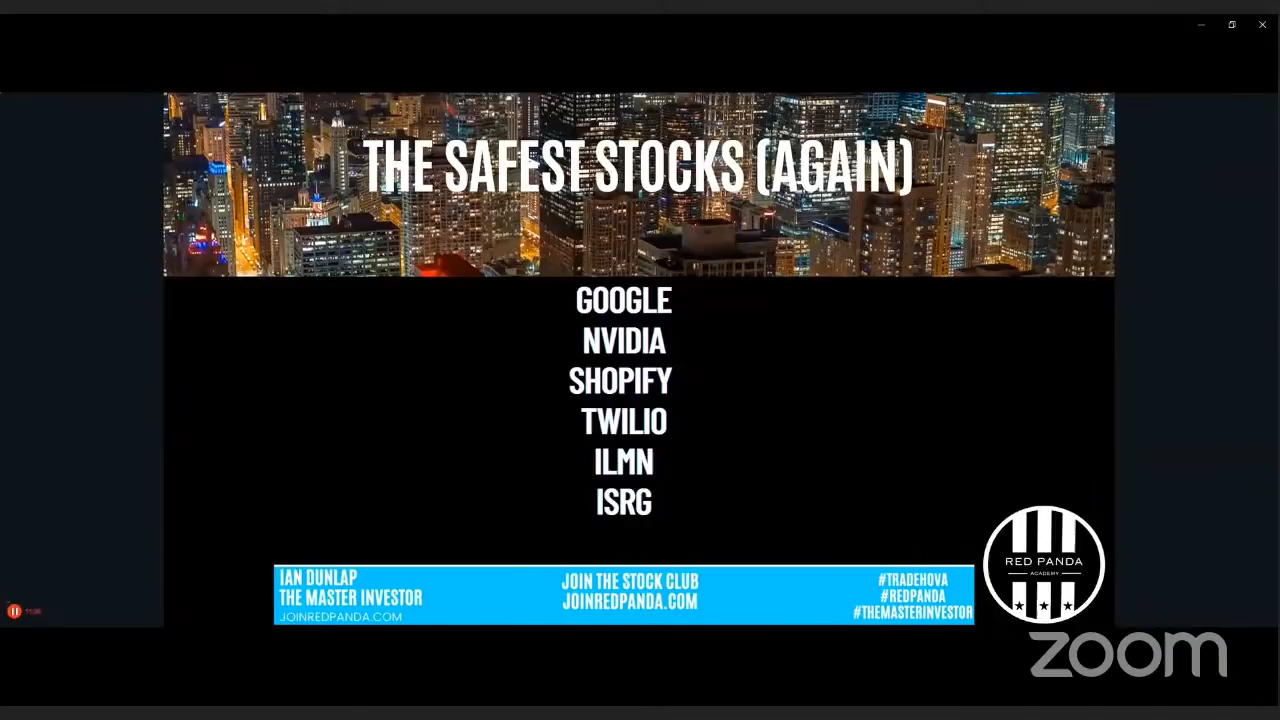 THE SAFEST STOCKS (AGAIN)
GOOGLE
NVIDIA
SHOPIFY
TWILIO
ILMN
ISRG
IAN DUNLAP
THE MASTER INVESTOR
JOINREDPANDA.COM
JOIN THE STOCK CLUB
JOINREDPANDA.COM
#TRADEHOVA
#REDPANDA
#THEMASTERINVESTOR
RED PANDA
ACADEMY
zoom